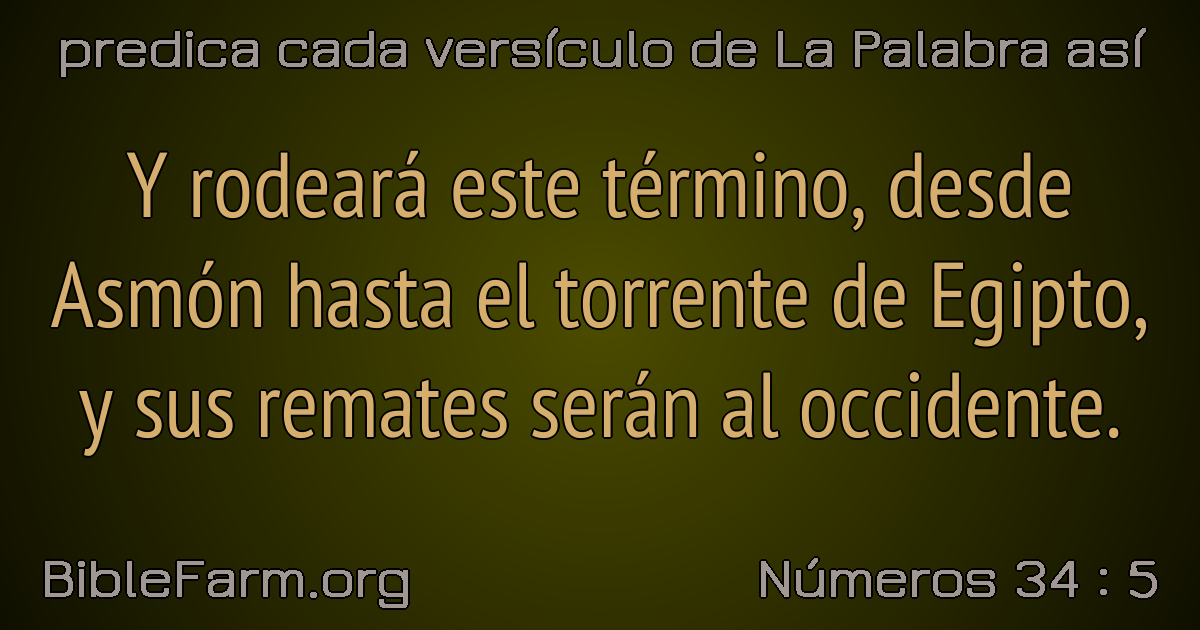 predica cada versículo de La Palabra así
Y rodeará este término, desde
Asmón hasta el torrente de Egipto,
y sus remates serán al occidente.
BibleFarm.org
Números 34 : 5